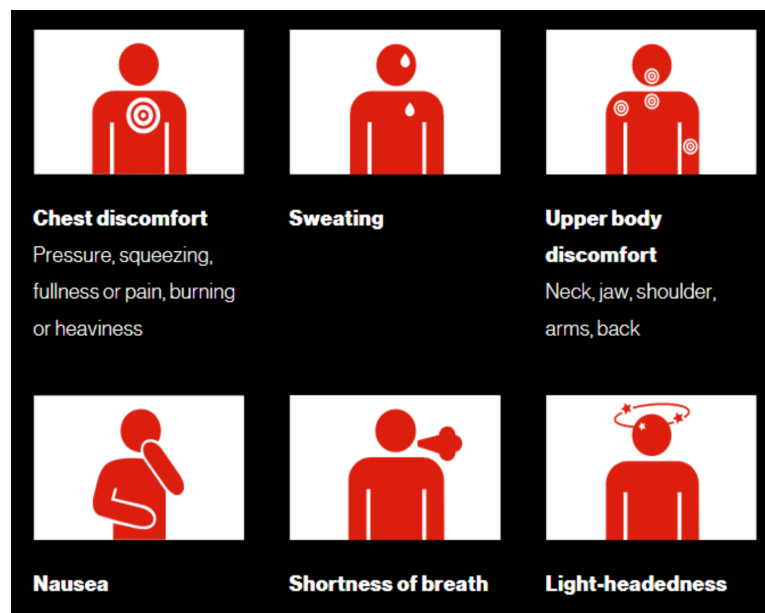 Chest discomfort
Pressure, squeezing,
fullness or pain, burning
or heaviness
Sweating
Upper body
discomfort
Neck, jaw, shoulder,
arms, back
Nausea
Shortness of breath
Light-headedness